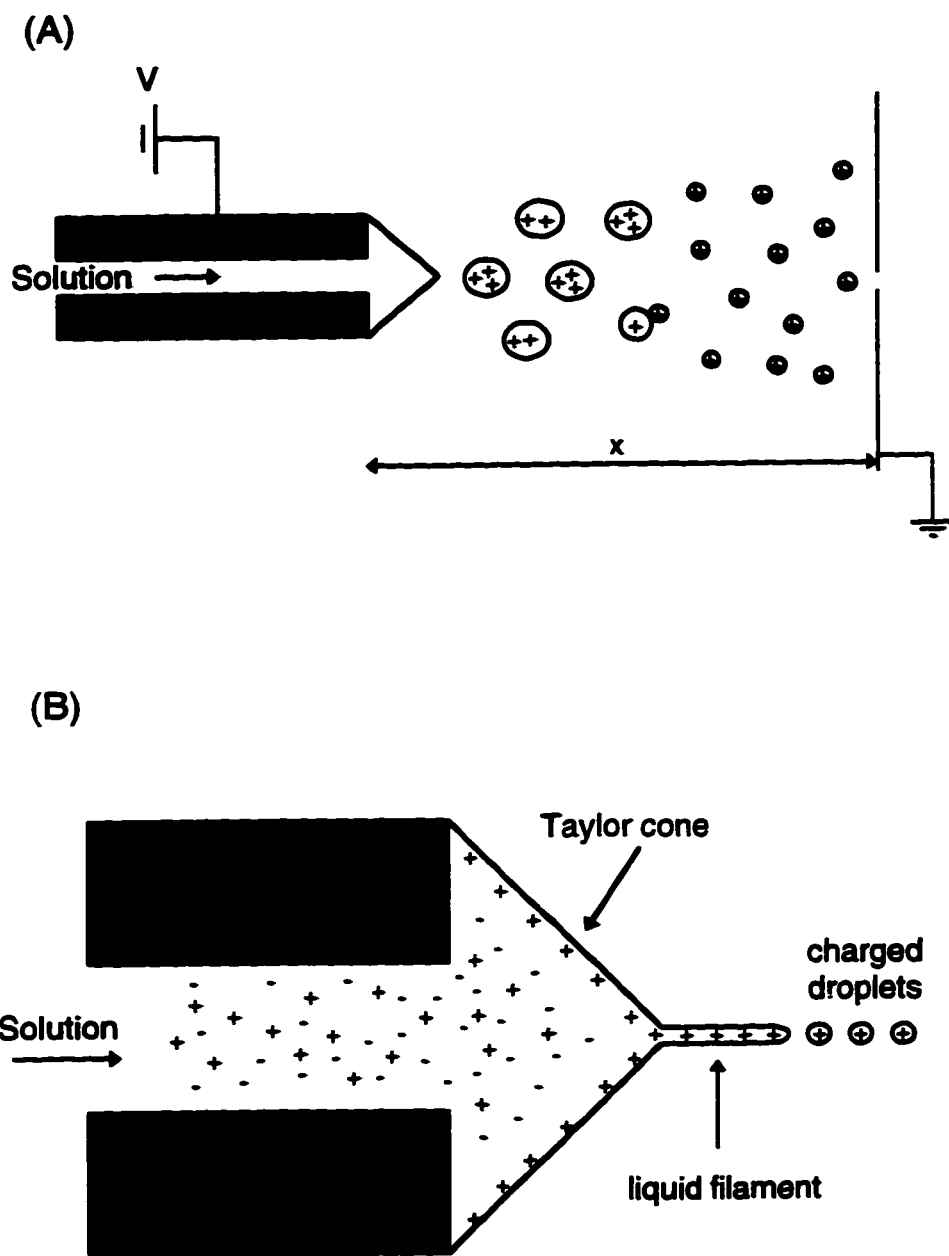 (A)
V
Solution
x
(B)
Taylor cone
charged
droplets
Solution
liquid filament